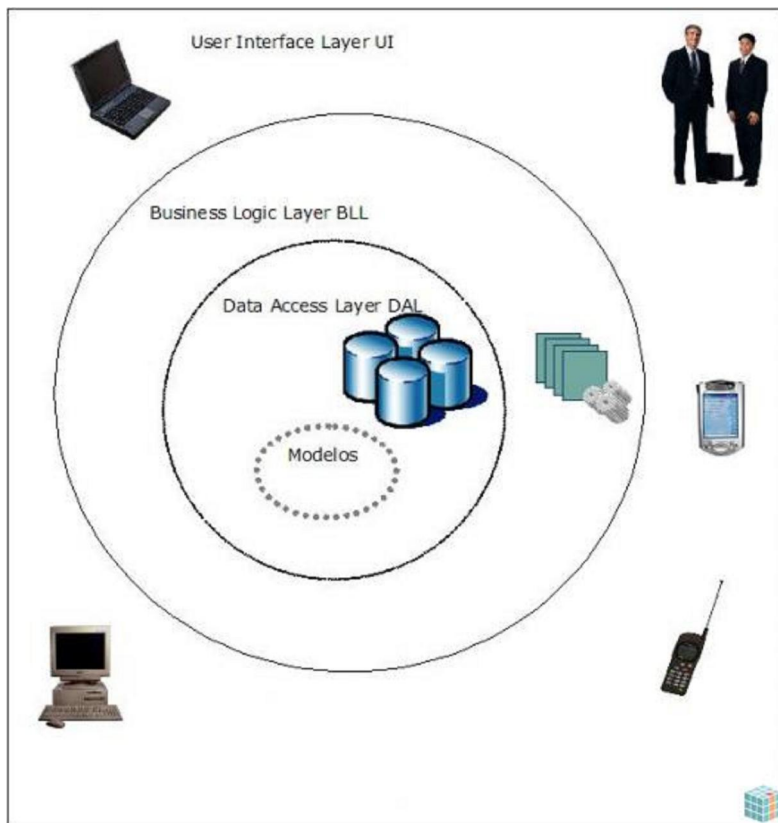 User Interface Layer UI
Business Logic Layer BLL
Data Access Layer DAL
Modelos